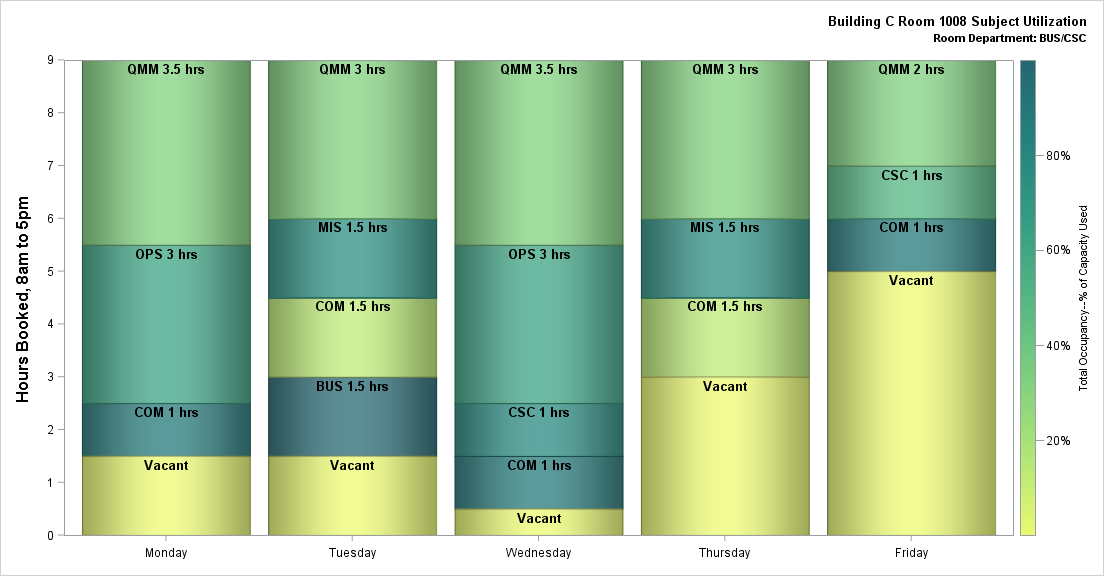 Building C Room 1008 Subject Utilization
Room Department: BUS/CSC
Hours Booked, 8am to 5pm
9
8
7
6
5
4
3
2
1
0
QMM 3.5 hrs
OPS 3 hrs
COM 1 hrs
Vacant
QMM 3 hrs
MIS 1.5 hrs
COM 1.5 hrs
BUS 1.5 hrs
Vacant
QMM 3.5 hrs
OPS 3 hrs
CSC 1 hrs
COM 1 hrs
Vacant
QMM 3 hrs
MIS 1.5 hrs
COM 1.5 hrs
Vacant
QMM 2 hrs
CSC 1 hrs
COM 1 hrs
Vacant
Monday
Tuesday
Wednesday
Thursday
Friday
80%
60%
40%
20%
Total Occupancy--% of Capacity Used